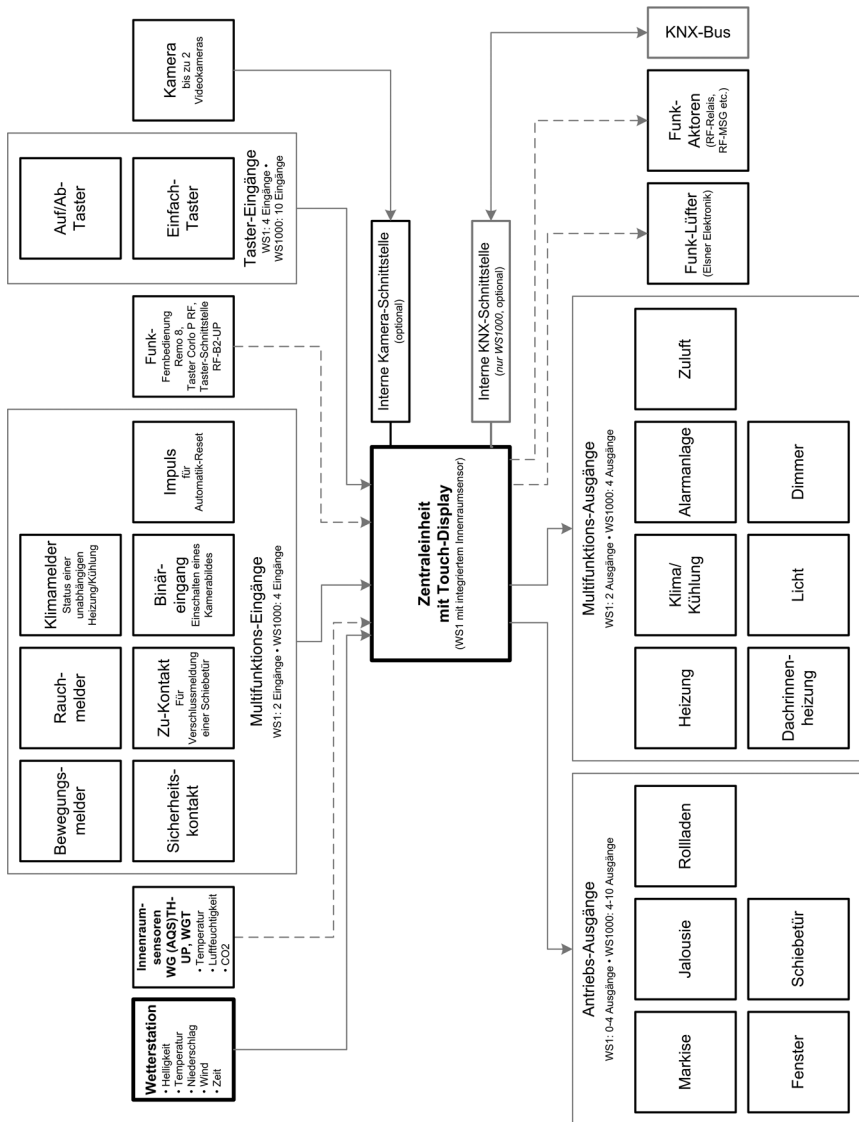 Wetterstation
• Helligkeit
• Temperatur
• Niederschlag
• Wind
• Zeit
Innenraum-
sensoren
WG (AQS)TH-
UP, WGT
• Temperatur
• Luftfeuchtigkeit
• CO2
Bewegungs-
melder
Rauch-
melder
Klimamelder
Status einer
unabhängigen
Heizung/Kühlung
Sicherheits-
kontakt
Zu-Kontakt
Für
Verschlussmeldung
einer Schiebetür
Binär-
eingang
Einschalten eines
Kamerabildes
Impuls
für
Automatik-Reset
Multifunktions-Eingänge
WS1: 2 Eingänge • WS1000: 4 Eingänge
Funk-
Fernbedienung
Remo 8,
Taster Corlo P RF,
Taster-Schnittstelle
RF-B2-UP
Auf/Ab-
Taster
Einfach-
Taster
Taster-Eingänge
WS1: 4 Eingänge •
WS1000: 10 Eingänge
Kamera
bis zu 2
Videokameras
Zentraleinheit
mit Touch-Display
(WS1 mit integriertem Innenraumsensor)
Interne Kamera-Schnittstelle
(optional)
Interne KNX-Schnittstelle
(nur WS1000, optional)
Antriebs-Ausgänge
WS1: 0-4 Ausgänge • WS1000: 4-10 Ausgänge
Markise
Jalousie
Rollladen
Fenster
Schiebetür
Multifunktions-Ausgänge
WS1: 2 Ausgänge • WS1000: 4 Ausgänge
Heizung
Klima/
Kühlung
Alarmanlage
Zuluft
Dachrinnen-
heizung
Licht
Dimmer
Funk-Lüfter
(Elsner Elektronik)
Funk-
Aktoren
(RF-Relais,
RF-MSG etc.)
KNX-Bus